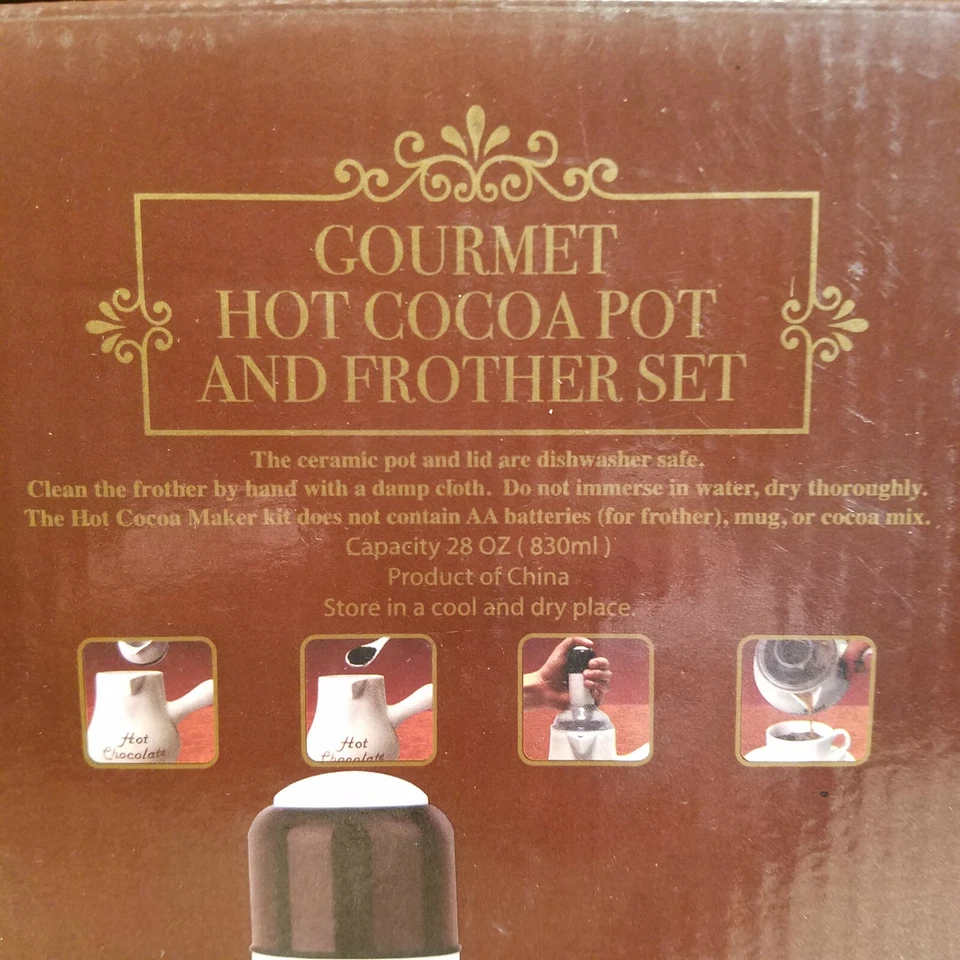 GOURMET
HOT COCOA POT
AND FROTHER SET
The ceramic pot and lid are dishwasher safe.
Clean the frother by hand with a damp cloth. Do not immerse in water, dry thoroughly.
The Hot Cocoa Maker kit does not contain AA batteries (for frother), mug, or cocoa mix.
Capacity 28 OZ ( 830ml )
Product of China
Store in a cool and dry place.
Hot
Chocolate
Hot
Chocolate